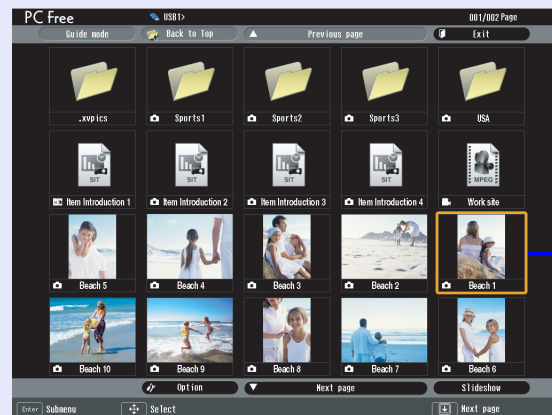 PC Free USB1> 001/002 Page
Guide mode Back to Top Previous page Exit
.xvpics Sports1 Sports2 Sports3 USA
SIT SIT SIT SIT MPEG
Item Introduction 1 Item Introduction 2 Item Introduction 3 Item Introduction 4 Work site
Beach 5 Beach 4 Beach 3 Beach 2 Beach 1
Beach 10 Beach 9 Beach 8 Beach 7 Beach 6
Option Next page Slideshow
Enter Submenu Select Next page